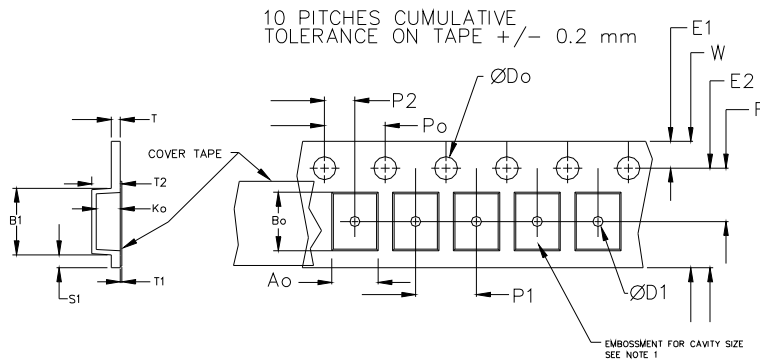 10 PITCHES CUMULATIVE
TOLERANCE ON TAPE +/- 0.2 mm
E1
W
E2
F
ØDo
P2
Po
T
COVER TAPE
T2
Ko
B1
Bo
S1
T1
Ao
P1
ØD1
EMBOSSMENT FOR CAVITY SIZE
SEE NOTE 1